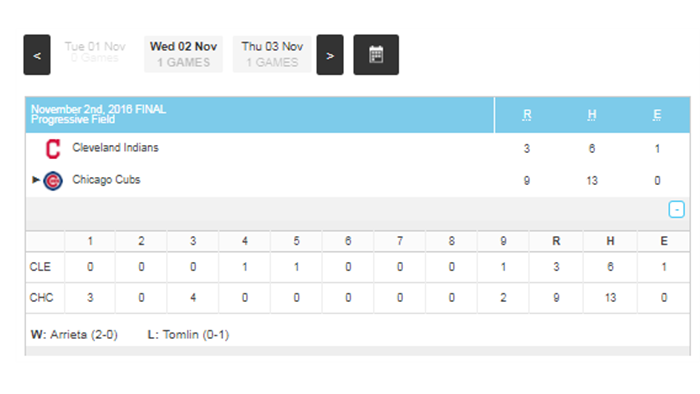 <
Tue 01 Nov
0 Games
Wed 02 Nov
1 GAMES
Thu 03 Nov
1 GAMES
>
November 2nd, 2016 FINAL
Progressive Field
R H E
Cleveland Indians 3 6 1
Chicago Cubs 9 13 0
-
1 2 3 4 5 6 7 8 9 R H E
CLE 0 0 0 1 1 0 0 0 1 3 6 1
CHC 3 0 4 0 0 0 0 0 2 9 13 0
W: Arrieta (2-0) L: Tomlin (0-1)